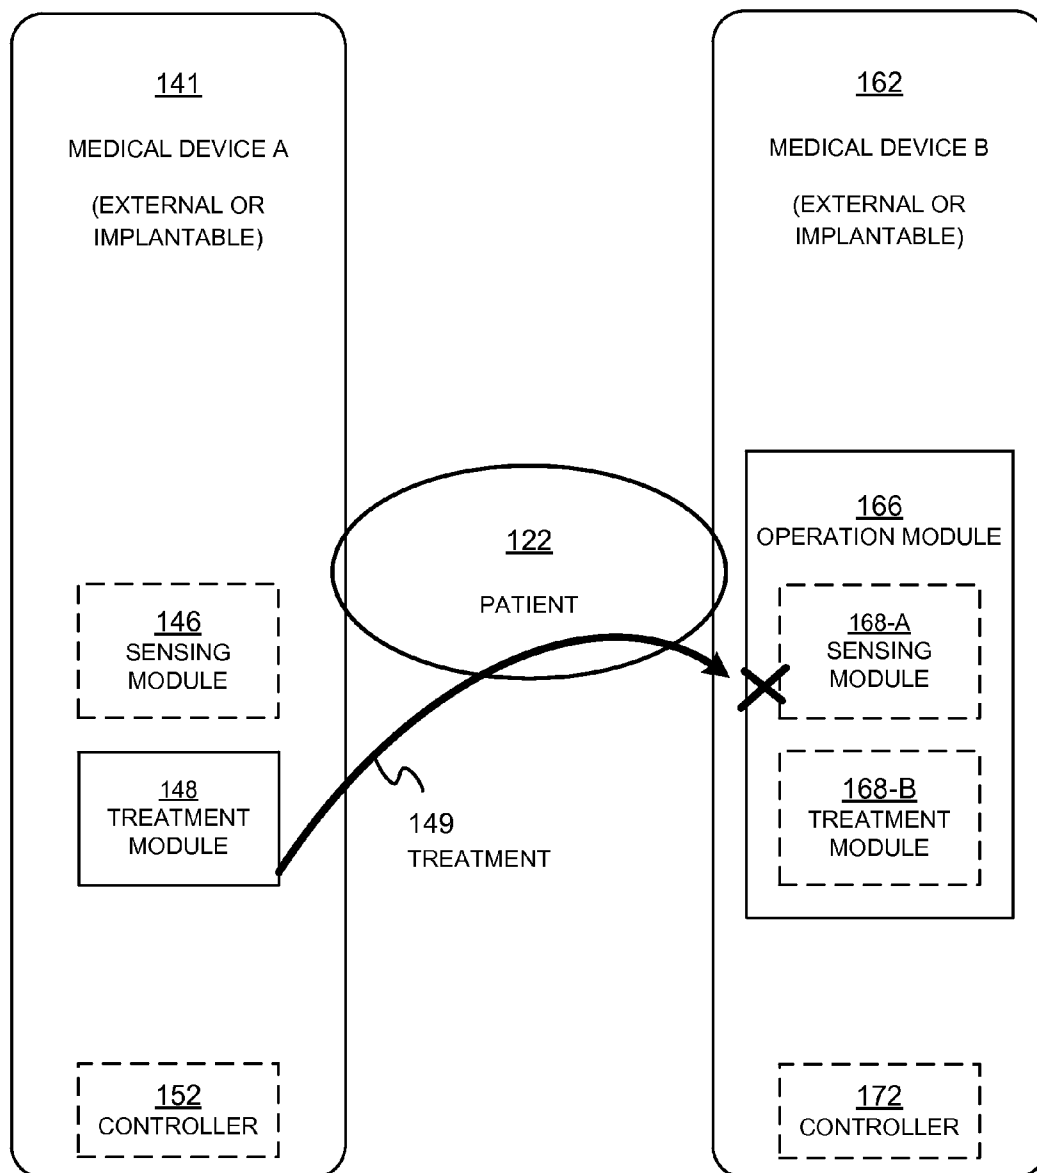 141
MEDICAL DEVICE A
(EXTERNAL OR
IMPLANTABLE)
146
SENSING
MODULE
148
TREATMENT
MODULE
152
CONTROLLER
122
PATIENT
149
TREATMENT
162
MEDICAL DEVICE B
(EXTERNAL OR
IMPLANTABLE)
166
OPERATION MODULE
168-A
SENSING
MODULE
168-B
TREATMENT
MODULE
172
CONTROLLER